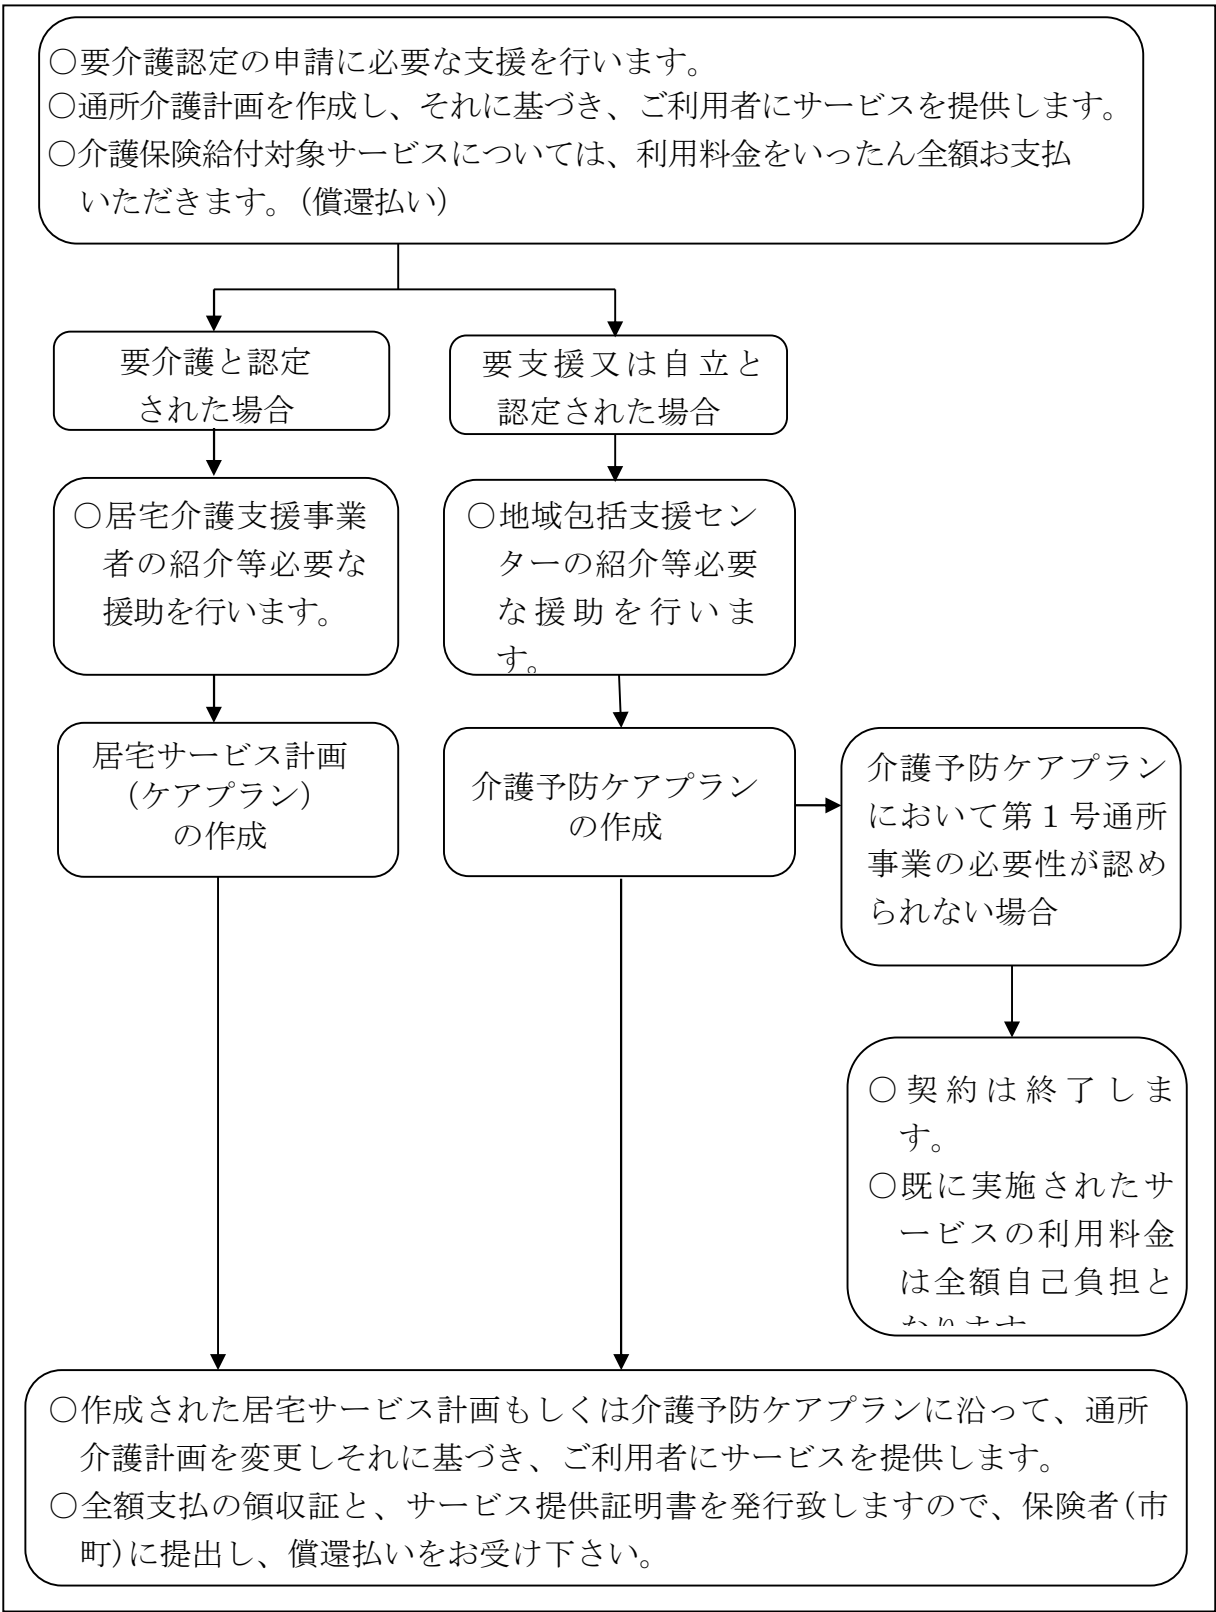 ○要介護認定の申請に必要な支援を行います。
○通所介護計画を作成し、それに基づき、ご利用者にサービスを提供します。
○介護保険給付対象サービスについては、利用料金をいったん全額お支払
いただきます。(償還払い)
要介護と認定
された場合
要支援又は自立と
認定された場合
○居宅介護支援事業
者の紹介等必要な
援助を行います。
○地域包括支援セン
ターの紹介等必要
な援助を行いま
す。
居宅サービス計画
(ケアプラン)
の作成
介護予防ケアプラン
の作成
介護予防ケアプラン
において第1号通所
事業の必要性が認め
られない場合
○契約は終了しま
す。
○既に実施されたサ
ービスの利用料金
は全額自己負担と
なります
○作成された居宅サービス計画もしくは介護予防ケアプランに沿って、通所
介護計画を変更しそれに基づき、ご利用者にサービスを提供します。
○全額支払の領収証と、サービス提供証明書を発行致しますので、保険者(市
町)に提出し、償還払いをお受け下さい。